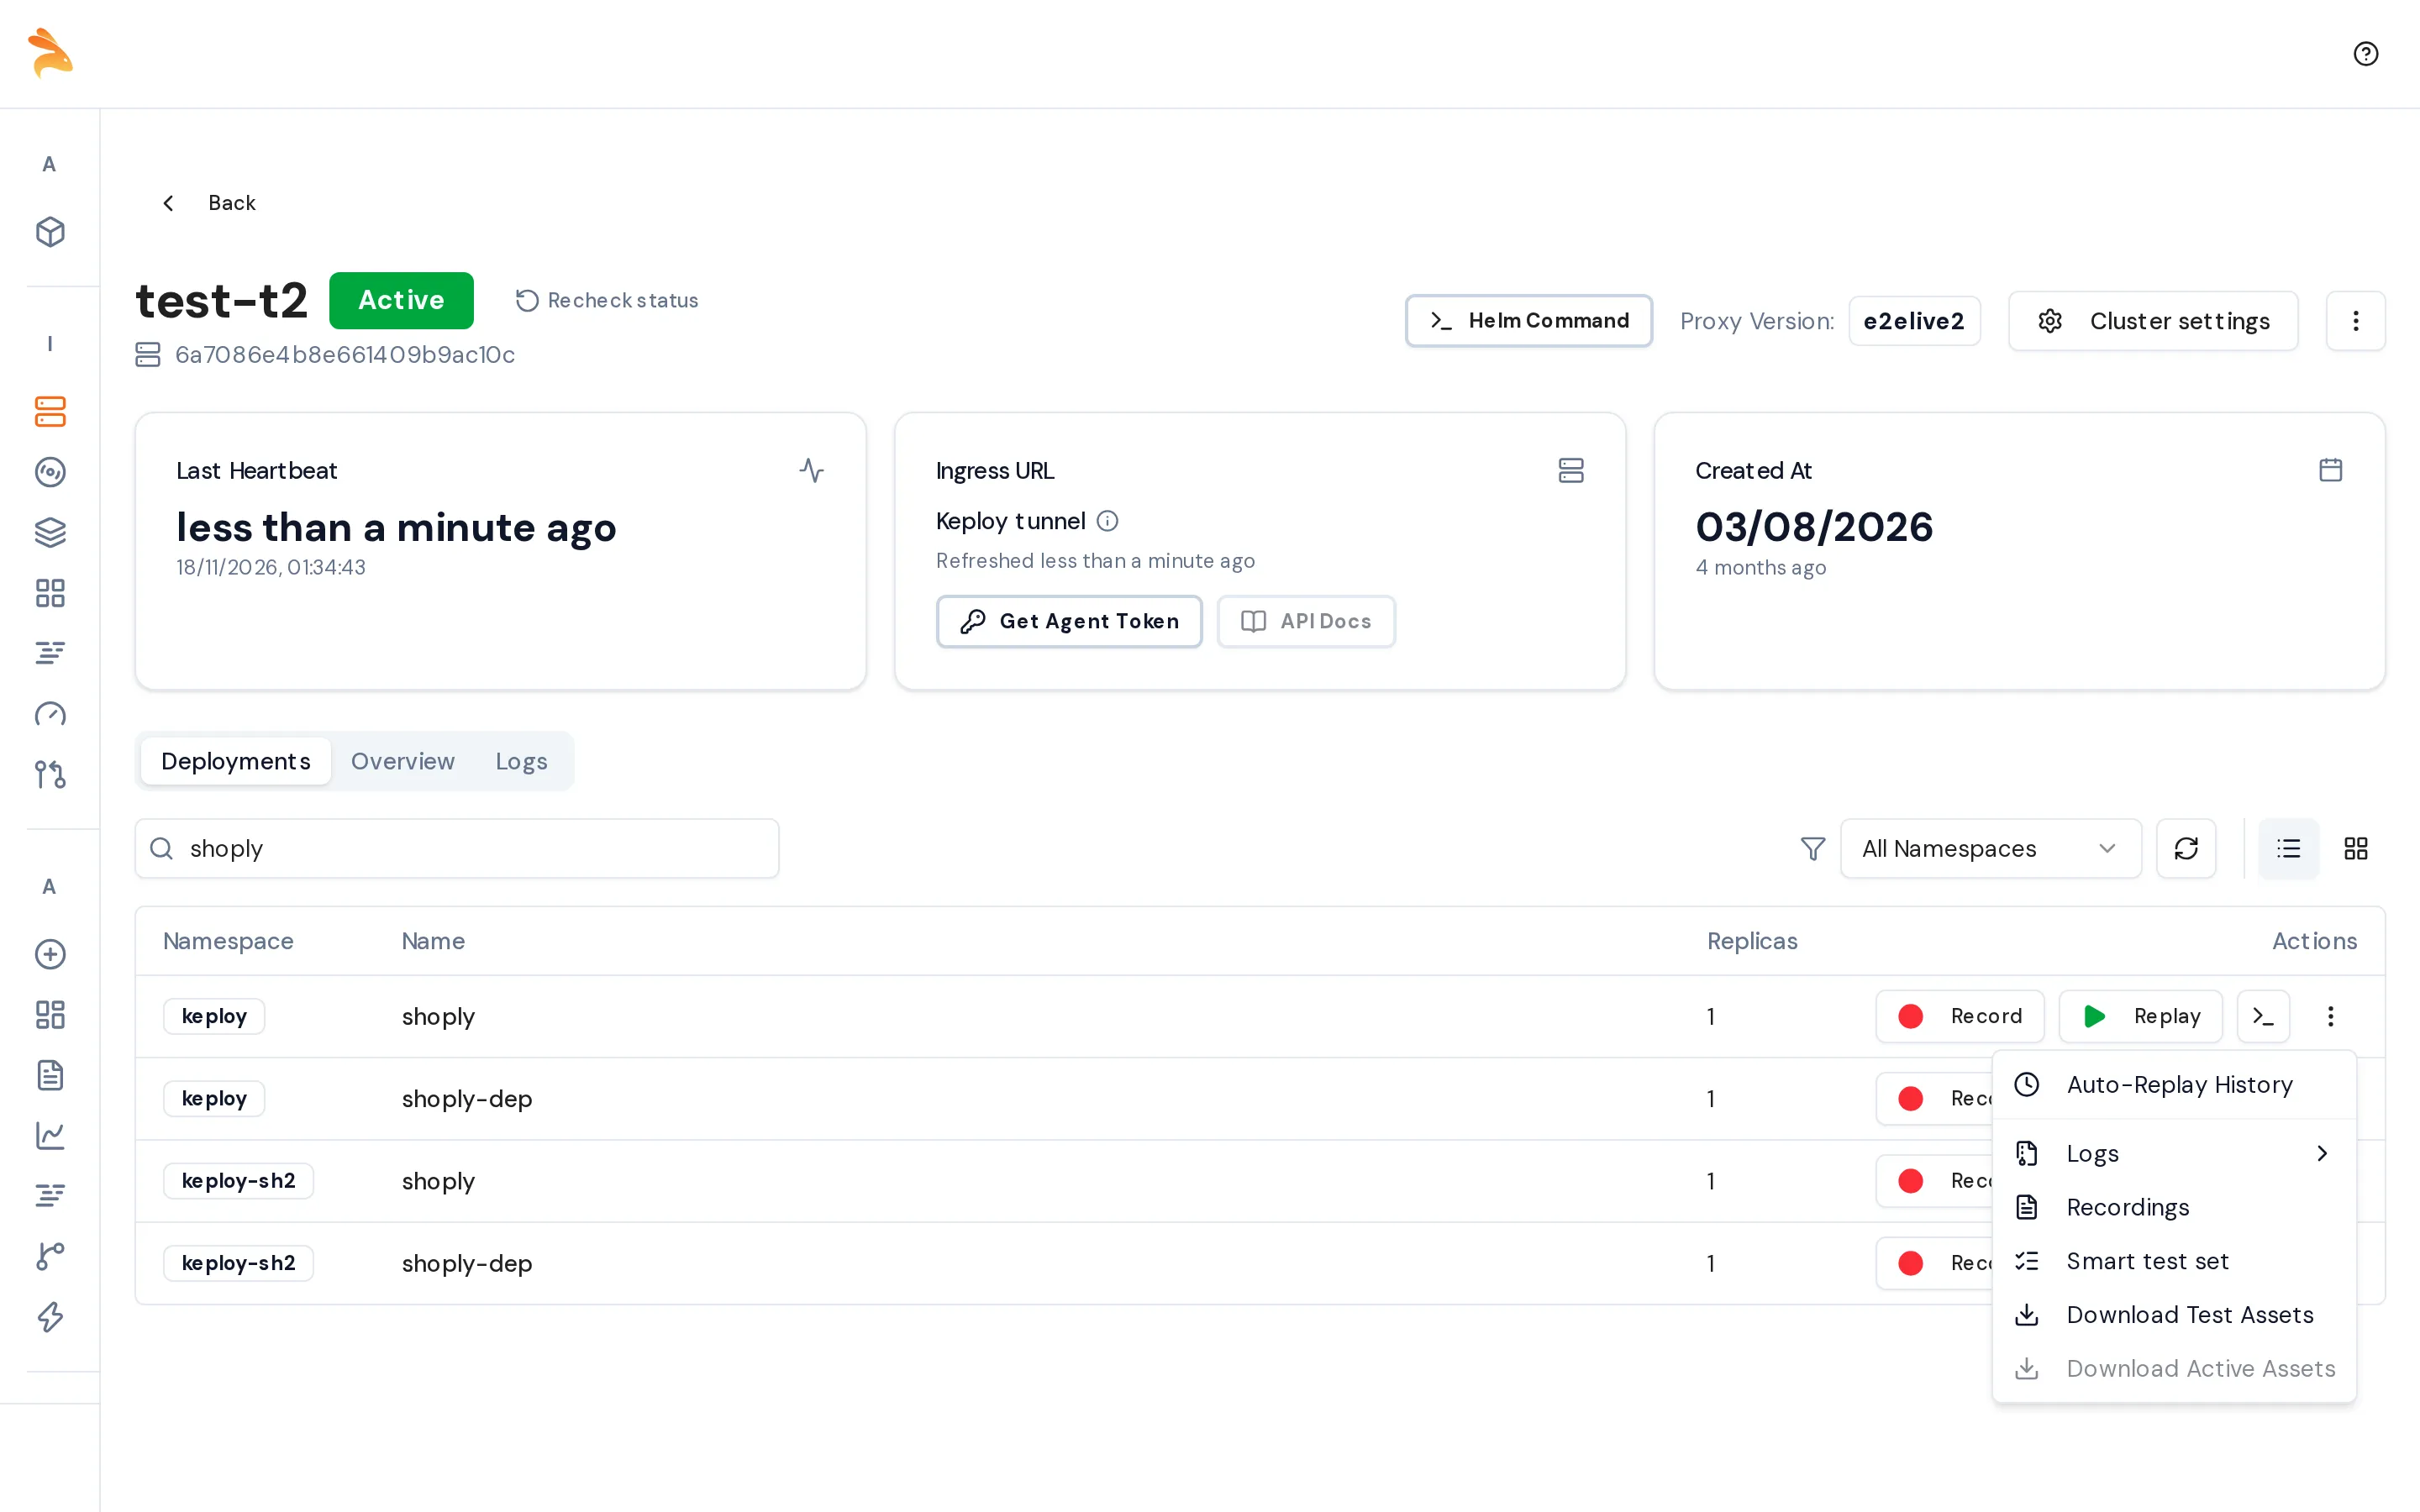 A
Back
test-t2
Active
Recheck status
6a7086e4b8e661409b9ac10c
Helm Command
Proxy Version:
e2elive2
Cluster settings
I
Last Heartbeat
less than a minute ago
18/11/2026, 01:34:43
Ingress URL
Keploy tunnel
Refreshed less than a minute ago
Get Agent Token
API Docs
Created At
03/08/2026
4 months ago
Deployments
Overview
Logs
shoply
All Namespaces
A
Namespace Name Replicas Actions
keploy shoply 1 Record Replay
keploy shoply-dep 1 Rec
keploy-sh2 shoply 1 Rec
keploy-sh2 shoply-dep 1 Rec
Auto-Replay History
Logs
Recordings
Smart test set
Download Test Assets
Download Active Assets